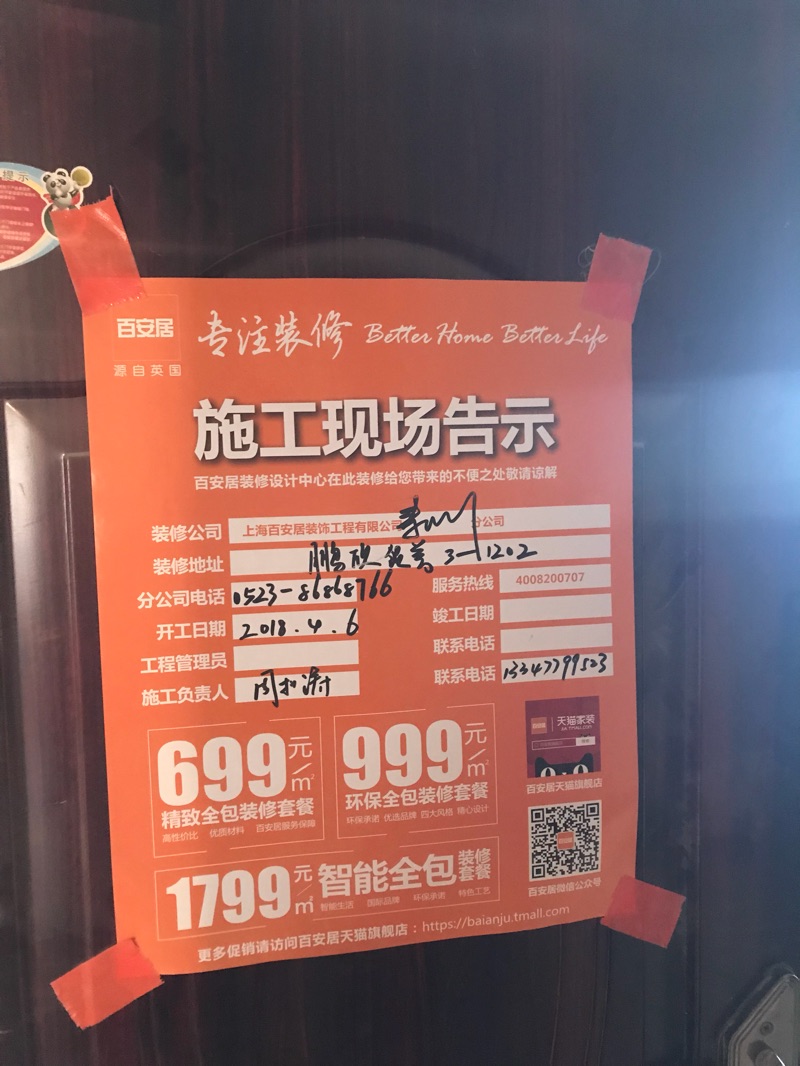 提示
百安居
源自英国
专注装修 Better Home Better Life
施工现场告示
百安居装修设计中心在此装修给您带来的不便之处敬请谅解
装修公司 上海百安居装饰工程有限公司 分公司
装修地址 鹏欣 3-1202
分公司电话 0523-86868766 服务热线 4008200707
开工日期 2018.4.6 竣工日期
工程管理员 联系电话
施工负责人 周 联系电话 13347799523
699元/m²
精致全包装修套餐
高性价比 优质材料 百安居服务保障
999元/m²
环保全包装修套餐
环保承诺 优选品牌 四大风格 精心设计
天猫家装
百安居天猫旗舰店
1799元/m² 智能全包装修套餐
智能生活 国际品牌 环保承诺 特色工艺
百安居微信公众号
更多促销请访问百安居天猫旗舰店：https://baianju.tmall.com